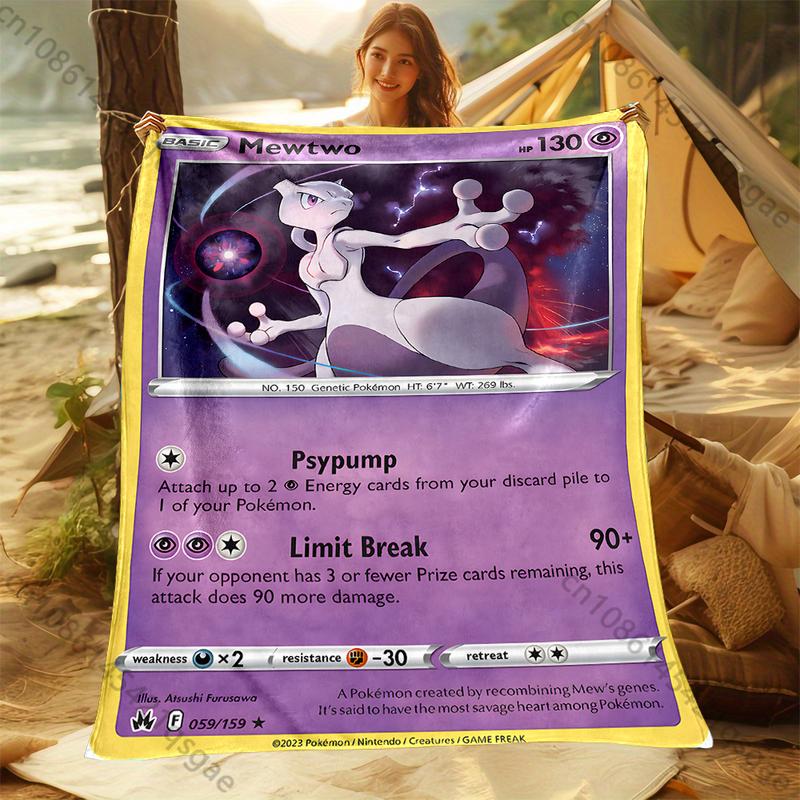 BASIC Mewtwo HP 130
NO. 150 Genetic Pokémon HT: 6'7" WT: 269 lbs.
Psypump
Attach up to 2 Energy cards from your discard pile to
1 of your Pokémon.
Limit Break 90+
If your opponent has 3 or fewer Prize cards remaining, this
attack does 90 more damage.
weakness ×2 resistance -30 retreat
Illus. Atsushi Furusawa
A Pokémon created by recombining Mew's genes.
It's said to have the most savage heart among Pokémon.
F 059/159 ★
©2023 Pokémon / Nintendo / Creatures / GAME FREAK